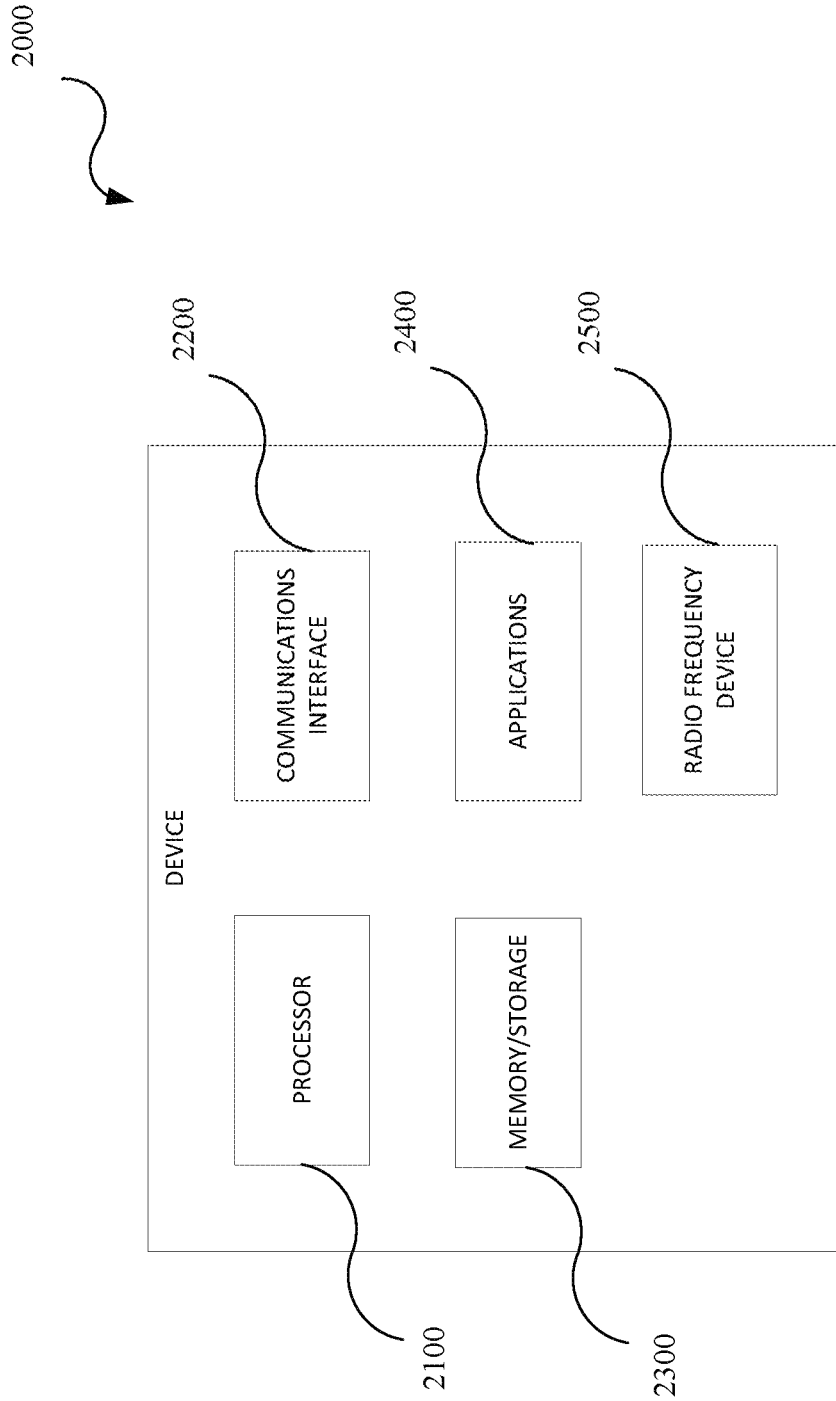 2000
DEVICE
2200
COMMUNICATIONS
INTERFACE
PROCESSOR
2100
2400
APPLICATIONS
MEMORY/STORAGE
2300
2500
RADIO FREQUENCY
DEVICE